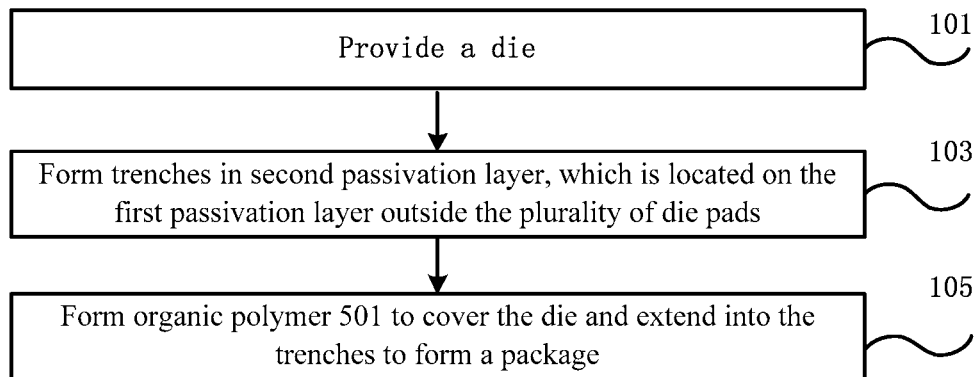 Provide a die
101
Form trenches in second passivation layer, which is located on the
first passivation layer outside the plurality of die pads
103
Form organic polymer 501 to cover the die and extend into the
trenches to form a package
105